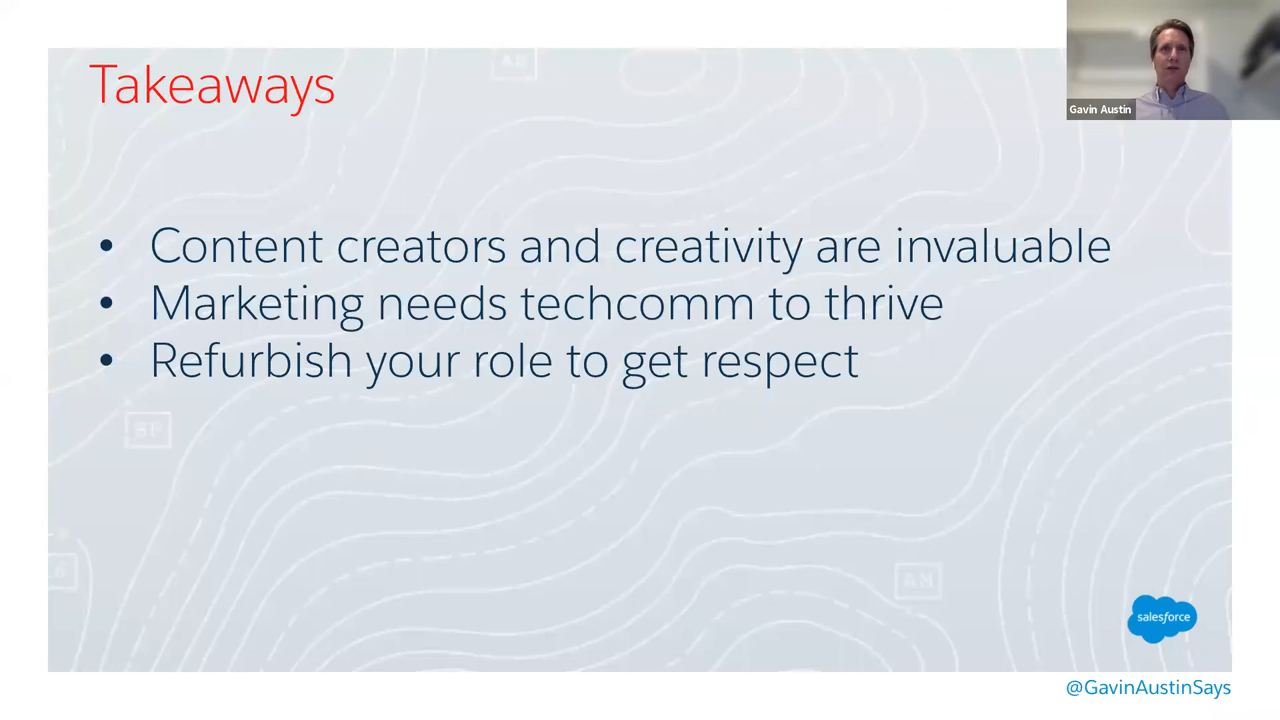 Takeaways
Gavin Austin
• Content creators and creativity are invaluable
• Marketing needs techcomm to thrive
• Refurbish your role to get respect
salesforce
@GavinAustinSays